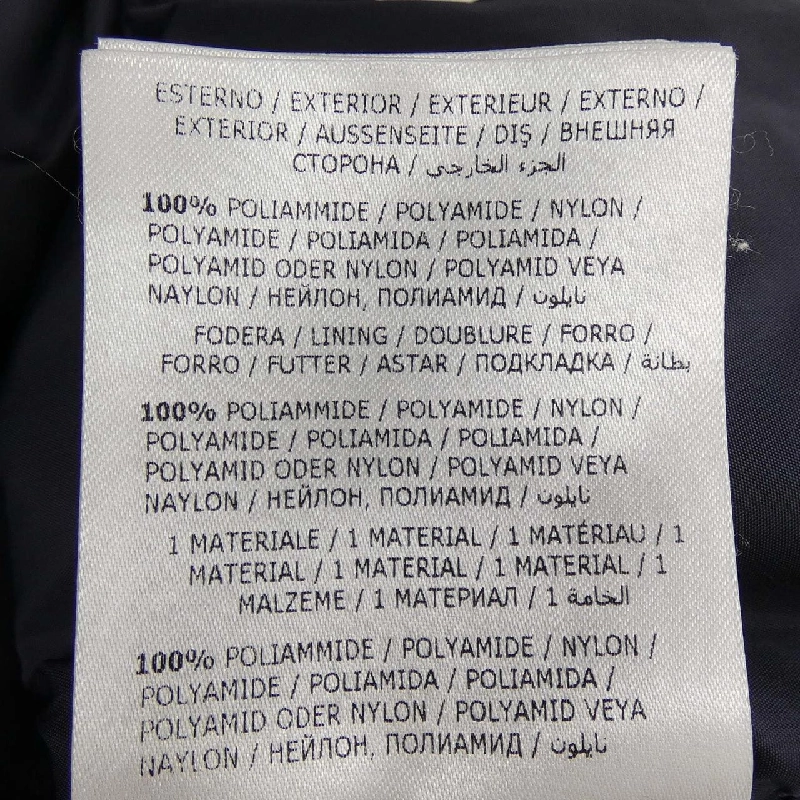 ESTERNO / EXTERIOR / EXTERIEUR / EXTERNO /
EXTERIOR / AUSSENSEITE / DIŞ / ВНЕШНЯЯ
СТОРОНА / الجزء الخارجي
100% POLIAMMIDE / POLYAMIDE / NYLON /
POLYAMIDE / POLIAMIDA / POLIAMIDA /
POLYAMID ODER NYLON / POLYAMID VEYA
NAYLON / НЕЙЛОН, ПОЛИАМИД / نايلون
FODERA / LINING / DOUBLURE / FORRO /
FORRO / FUTTER / ASTAR / ПОДКЛАДКА / بطانة
100% POLIAMMIDE / POLYAMIDE / NYLON /
POLYAMIDE / POLIAMIDA / POLIAMIDA /
POLYAMID ODER NYLON / POLYAMID VEYA
NAYLON / НЕЙЛОН, ПОЛИАМИД / نايلون
1 MATERIALE / 1 MATERIAL / 1 MATÉRIAU / 1
MATERIAL / 1 MATERIAL / 1 MATERIAL / 1
MALZEME / 1 МАТЕРИАЛ / 1 الخامة
100% POLIAMMIDE / POLYAMIDE / NYLON /
POLYAMIDE / POLIAMIDA / POLIAMIDA /
POLYAMID ODER NYLON / POLYAMID VEYA
NAYLON / НЕЙЛОН, ПОЛИАМИД / نايلون